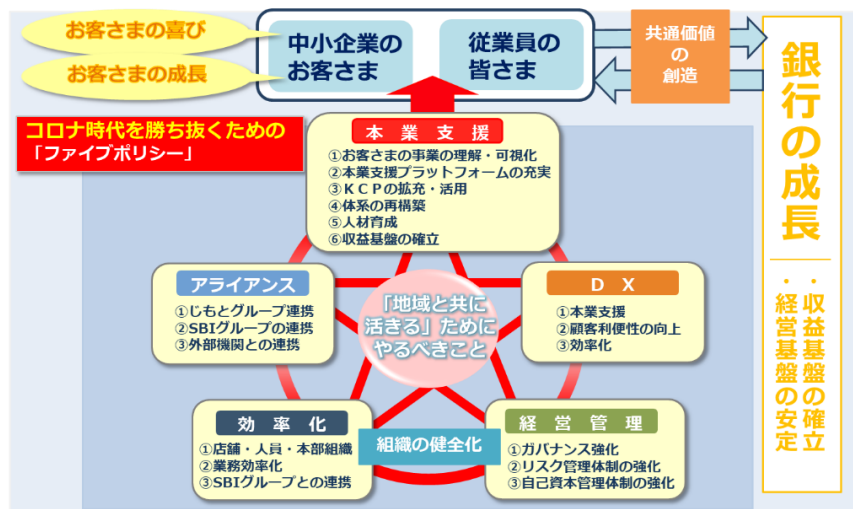 お客さまの喜び
お客さまの成長
中小企業の
お客さま
従業員の
皆さま
共通価値
の
創造
銀行の成長
・収益基盤の確立
・経営基盤の安定
コロナ時代を勝ち抜くための
「ファイブポリシー」
本業支援
①お客さまの事業の理解・可視化
②本業支援プラットフォームの充実
③KCPの拡充・活用
④体系の再構築
⑤人材育成
⑥収益基盤の確立
アライアンス
①じもとグループ連携
②SBIグループの連携
③外部機関との連携
「地域と共に
活きる」ために
やるべきこと
DX
①本業支援
②顧客利便性の向上
③効率化
効率化
①店舗・人員・本部組織
②業務効率化
③SBIグループとの連携
組織の健全化
経営管理
①ガバナンス強化
②リスク管理体制の強化
③自己資本管理体制の強化